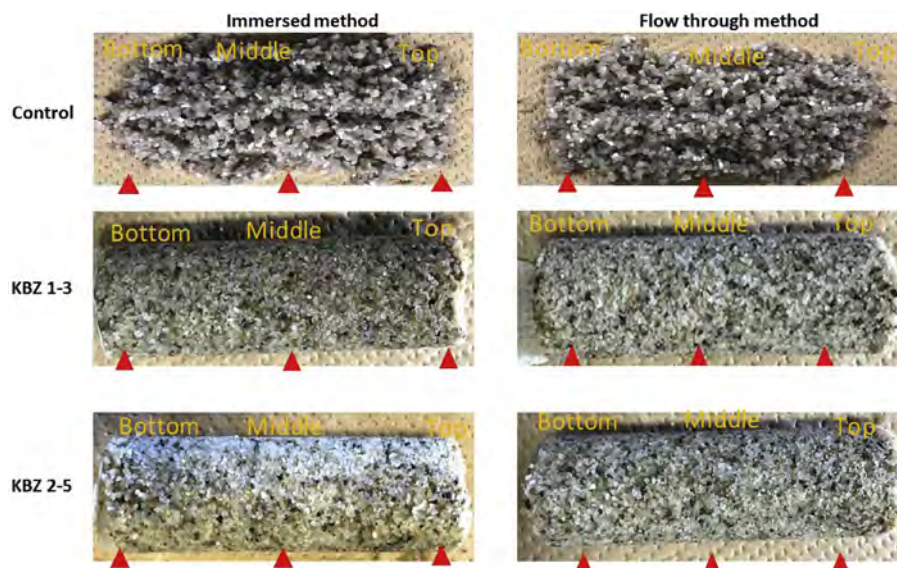 Immersed method Flow through method
Control
Bottom Middle Top Bottom Middle Top
KBZ 1-3
Bottom Middle Top Bottom Middle Top
KBZ 2-5
Bottom Middle Top Bottom Middle Top